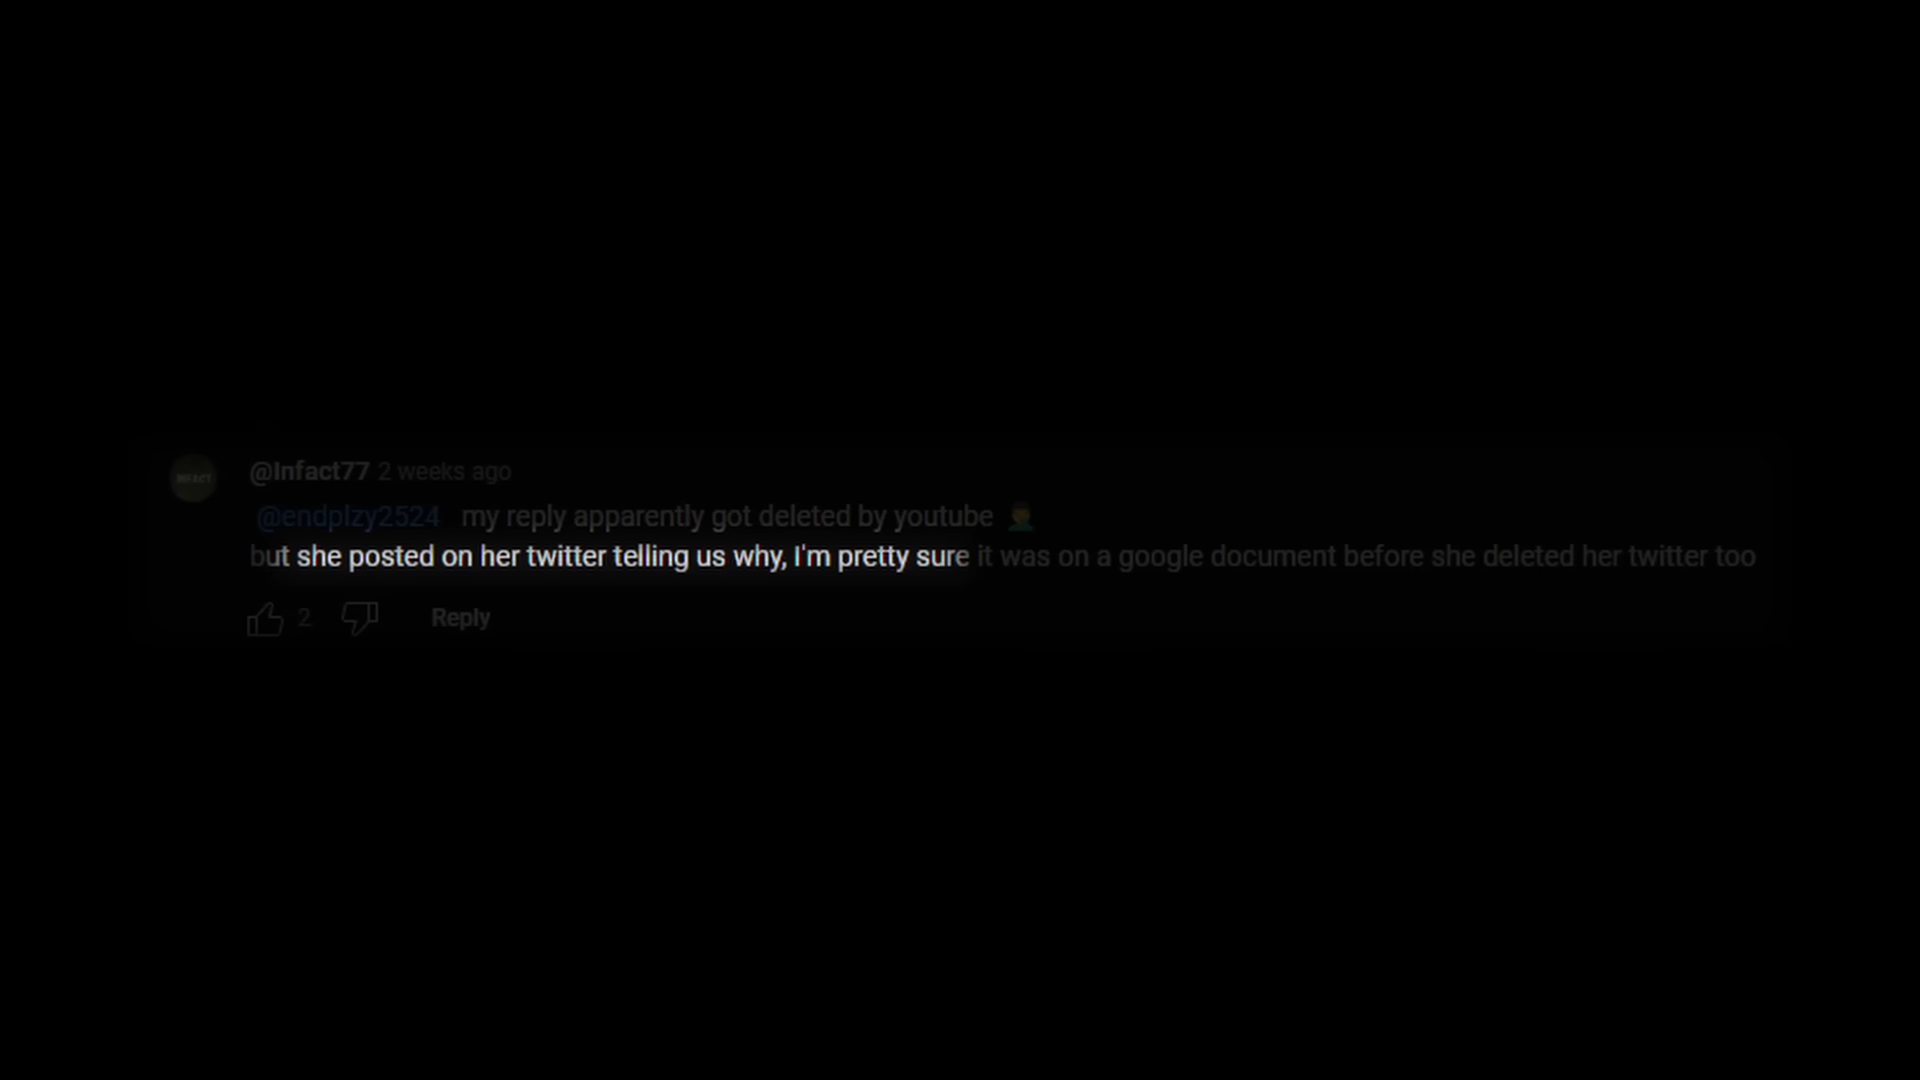 @Infact77 2 weeks ago
@endplzy2524 my reply apparently got deleted by youtube 🤦‍♂️
but she posted on her twitter telling us why, I'm pretty sure it was on a google document before she deleted her twitter too
2 Reply